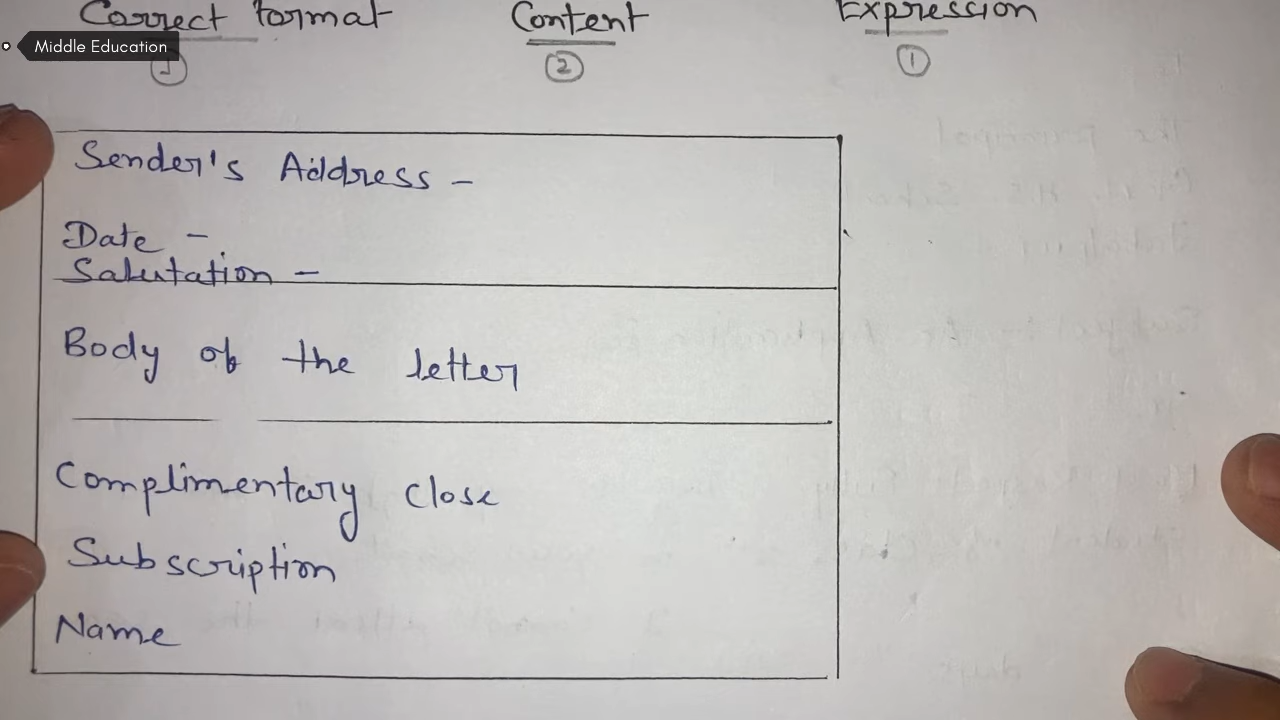 Correct format Content Expression
Middle Education
② ①
Sender's Address -
Date -
Salutation -
Body of the letter
Complimentary close
Subscription
Name